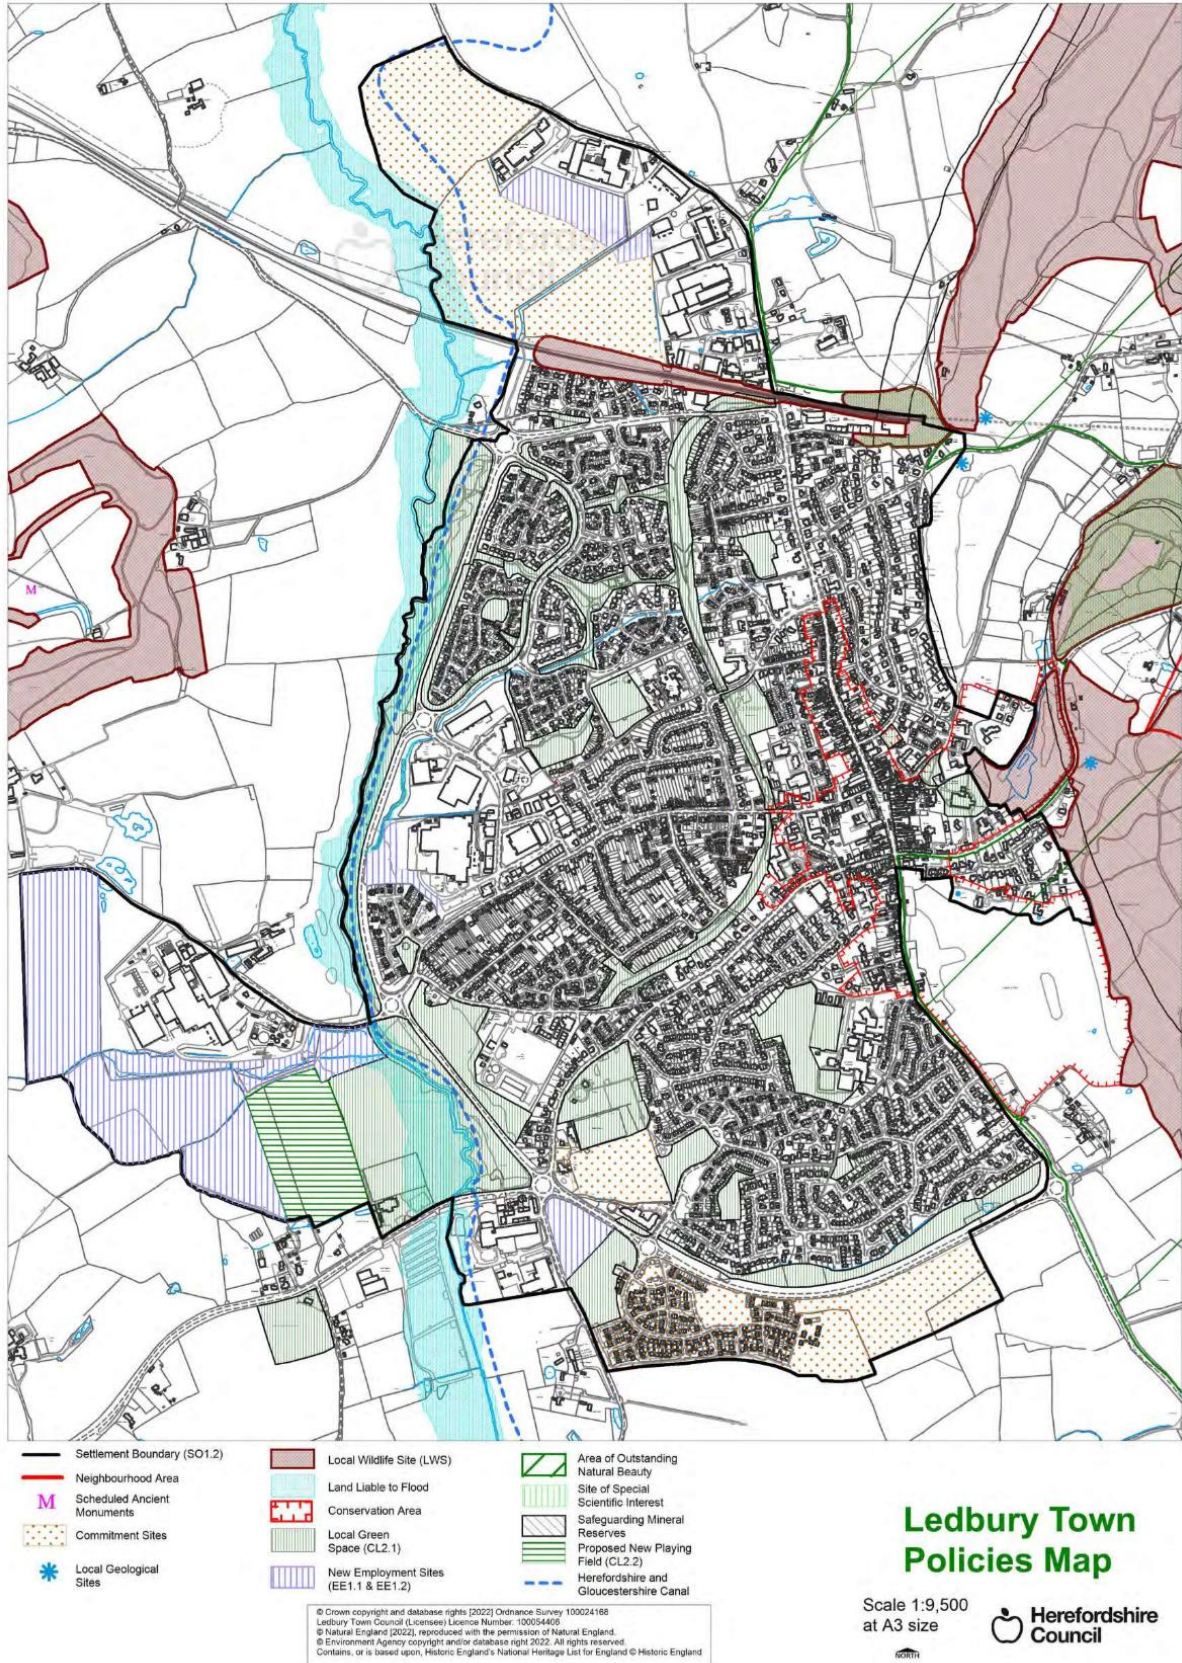 M
Settlement Boundary (SO1.2)
Neighbourhood Area
M
Scheduled Ancient
Monuments
Commitment Sites
Local Geological
Sites
Local Wildlife Site (LWS)
Land Liable to Flood
Conservation Area
Local Green
Space (CL2.1)
New Employment Sites
(EE1.1 & EE1.2)
Area of Outstanding
Natural Beauty
Site of Special
Scientific Interest
Safeguarding Mineral
Reserves
Proposed New Playing
Field (CL2.2)
Herefordshire and
Gloucestershire Canal
© Crown copyright and database rights [2022] Ordnance Survey 100024168
Ledbury Town Council (Licensee) Licence Number: 100054406
© Natural England [2022], reproduced with the permission of Natural England.
© Environment Agency copyright and/or database right 2022. All rights reserved.
Contains, or is based upon, Historic England's National Heritage List for England © Historic England
Ledbury Town
Policies Map
Scale 1:9,500
at A3 size
NORTH
Herefordshire
Council